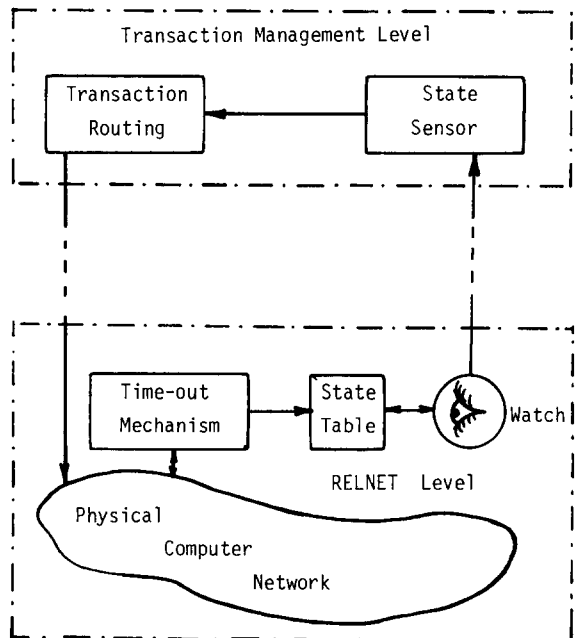 Transaction Management Level
Transaction
Routing
State
Sensor
Time-out
Mechanism
State
Table
Watch
RELNET Level
Physical
Computer
Network